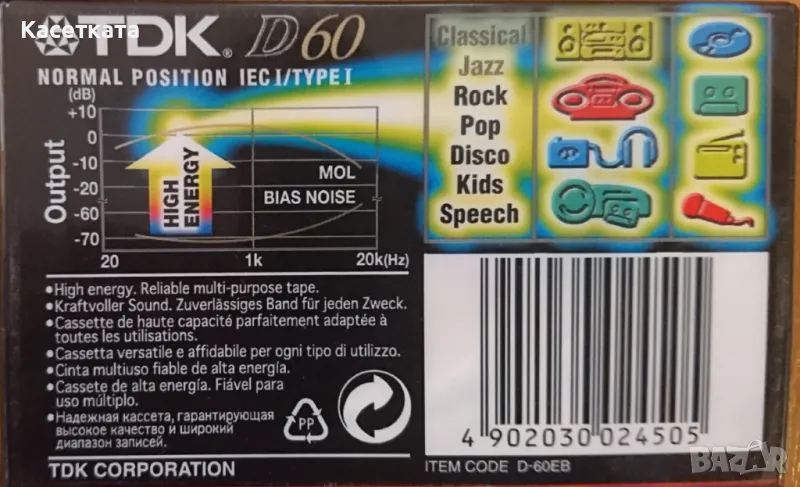 Касетката
TDK. D60
NORMAL POSITION IEC I/TYPE I
(dB)
+10
0
-10
-20
-60
-70
Output
HIGH
ENERGY
MOL
BIAS NOISE
20 1k 20k(Hz)
Classical
Jazz
Rock
Pop
Disco
Kids
Speech
•High energy. Reliable multi-purpose tape.
•Kraftvoller Sound. Zuverlässiges Band für jeden Zweck.
•Cassette de haute capacité parfaitement adaptée à
toutes les utilisations.
•Cassetta versatile e affidabile per ogni tipo di utilizzo.
•Cinta multiuso fiable de alta energía.
•Cassete de alta energía. Fiável para
uso múltiplo.
•Надежная кассета, гарантирующая
высокое качество и широкий
диапазон записей.
PP
TDK CORPORATION
4 902030 024505
ITEM CODE D-60EB
BAZAR